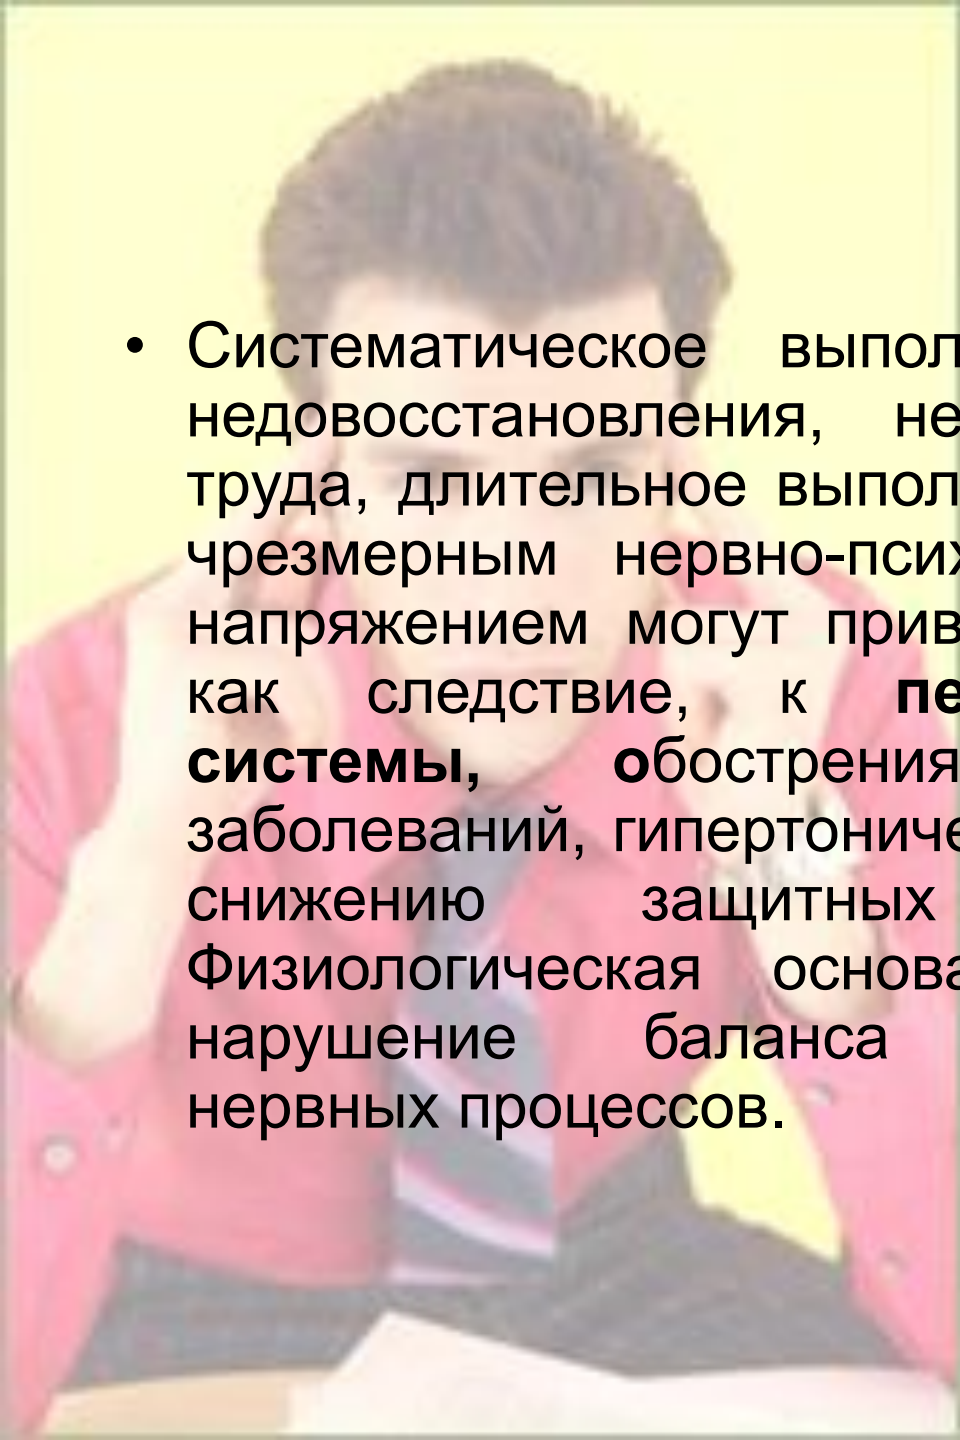 • Систематическое выпол
недовосстановления, не
труда, длительное выпол
чрезмерным нервно-псих
напряжением могут прив
как следствие, к пе
системы, обострения
заболеваний, гипертониче
снижению защитных
Физиологическая основа
нарушение баланса
нервных процессов.